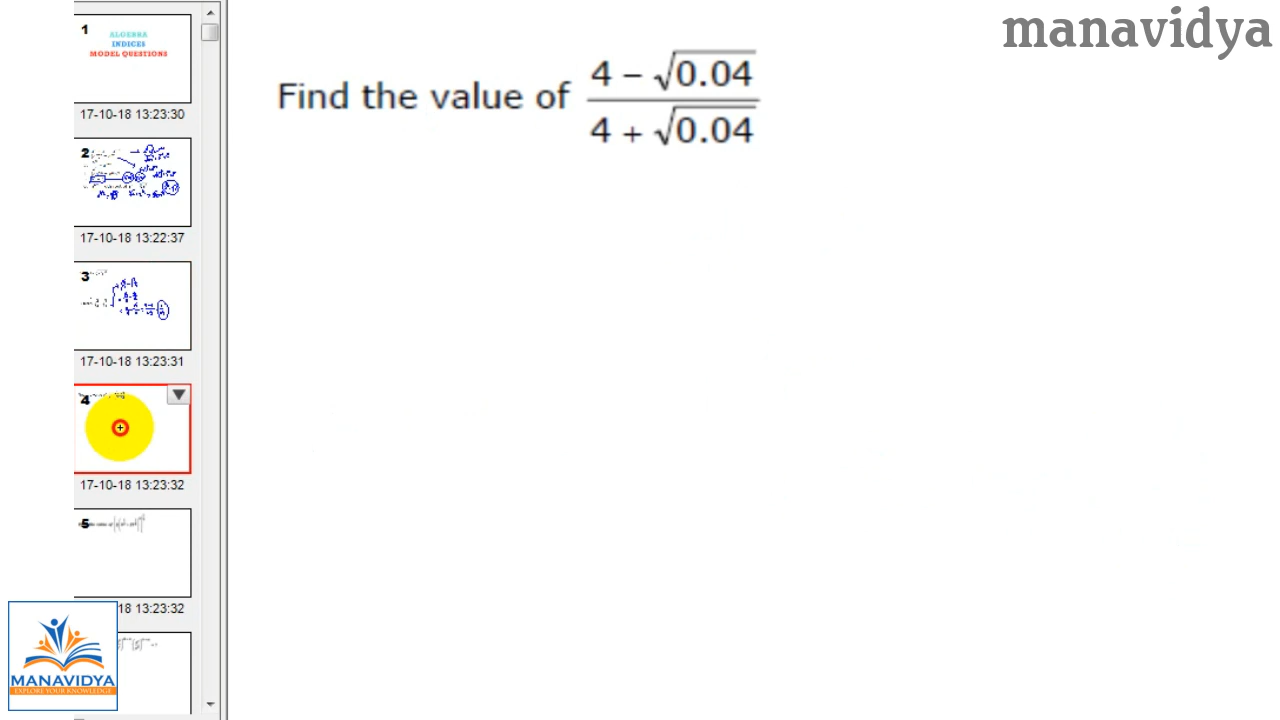 manavidya
Find the value of (4 − √0.04) / (4 + √0.04)
1
ALGEBRA
INDICES
MODEL QUESTIONS
17-10-18 13:23:30
2
17-10-18 13:22:37
3
17-10-18 13:23:31
4
17-10-18 13:23:32
5
18 13:23:32
MANAVIDYA
EXPLORE YOUR KNOWLEDGE